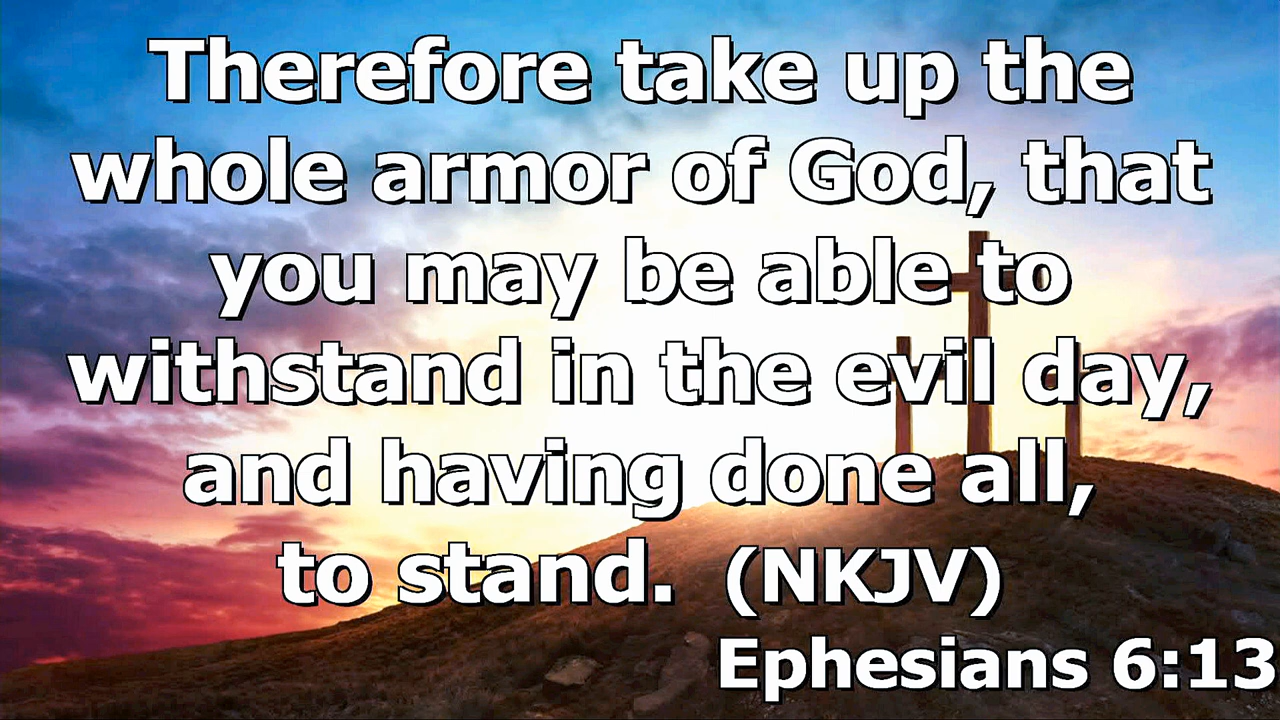 Therefore take up the
whole armor of God, that
you may be able to
withstand in the evil day,
and having done all,
to stand. (NKJV)
Ephesians 6:13